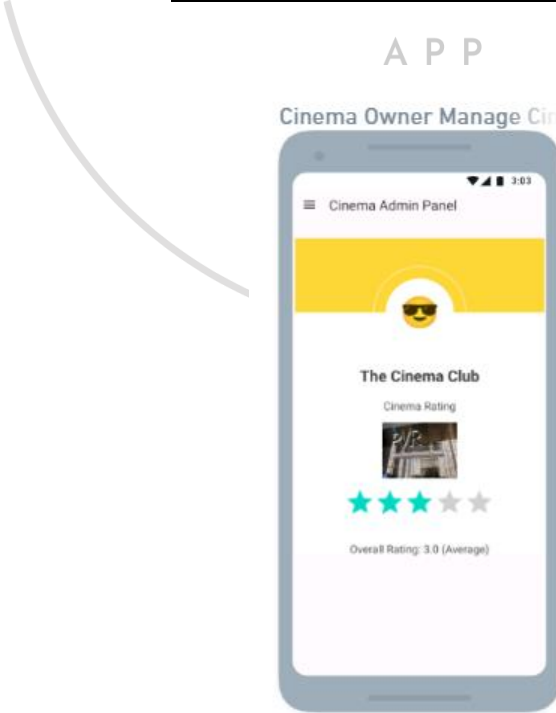 APP
Cinema Owner Manage
3:03
Cinema Admin Panel
The Cinema Club
Cinema Rating
PVR
Overall Rating: 3.0 (Average)